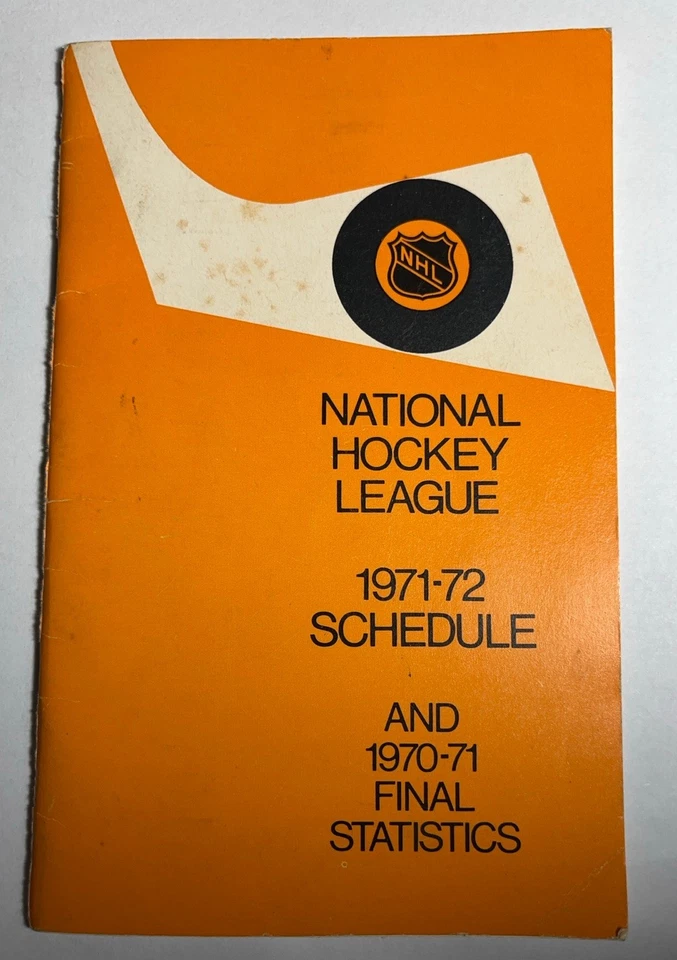 NHL
NATIONAL
HOCKEY
LEAGUE
1971-72
SCHEDULE
AND
1970-71
FINAL
STATISTICS